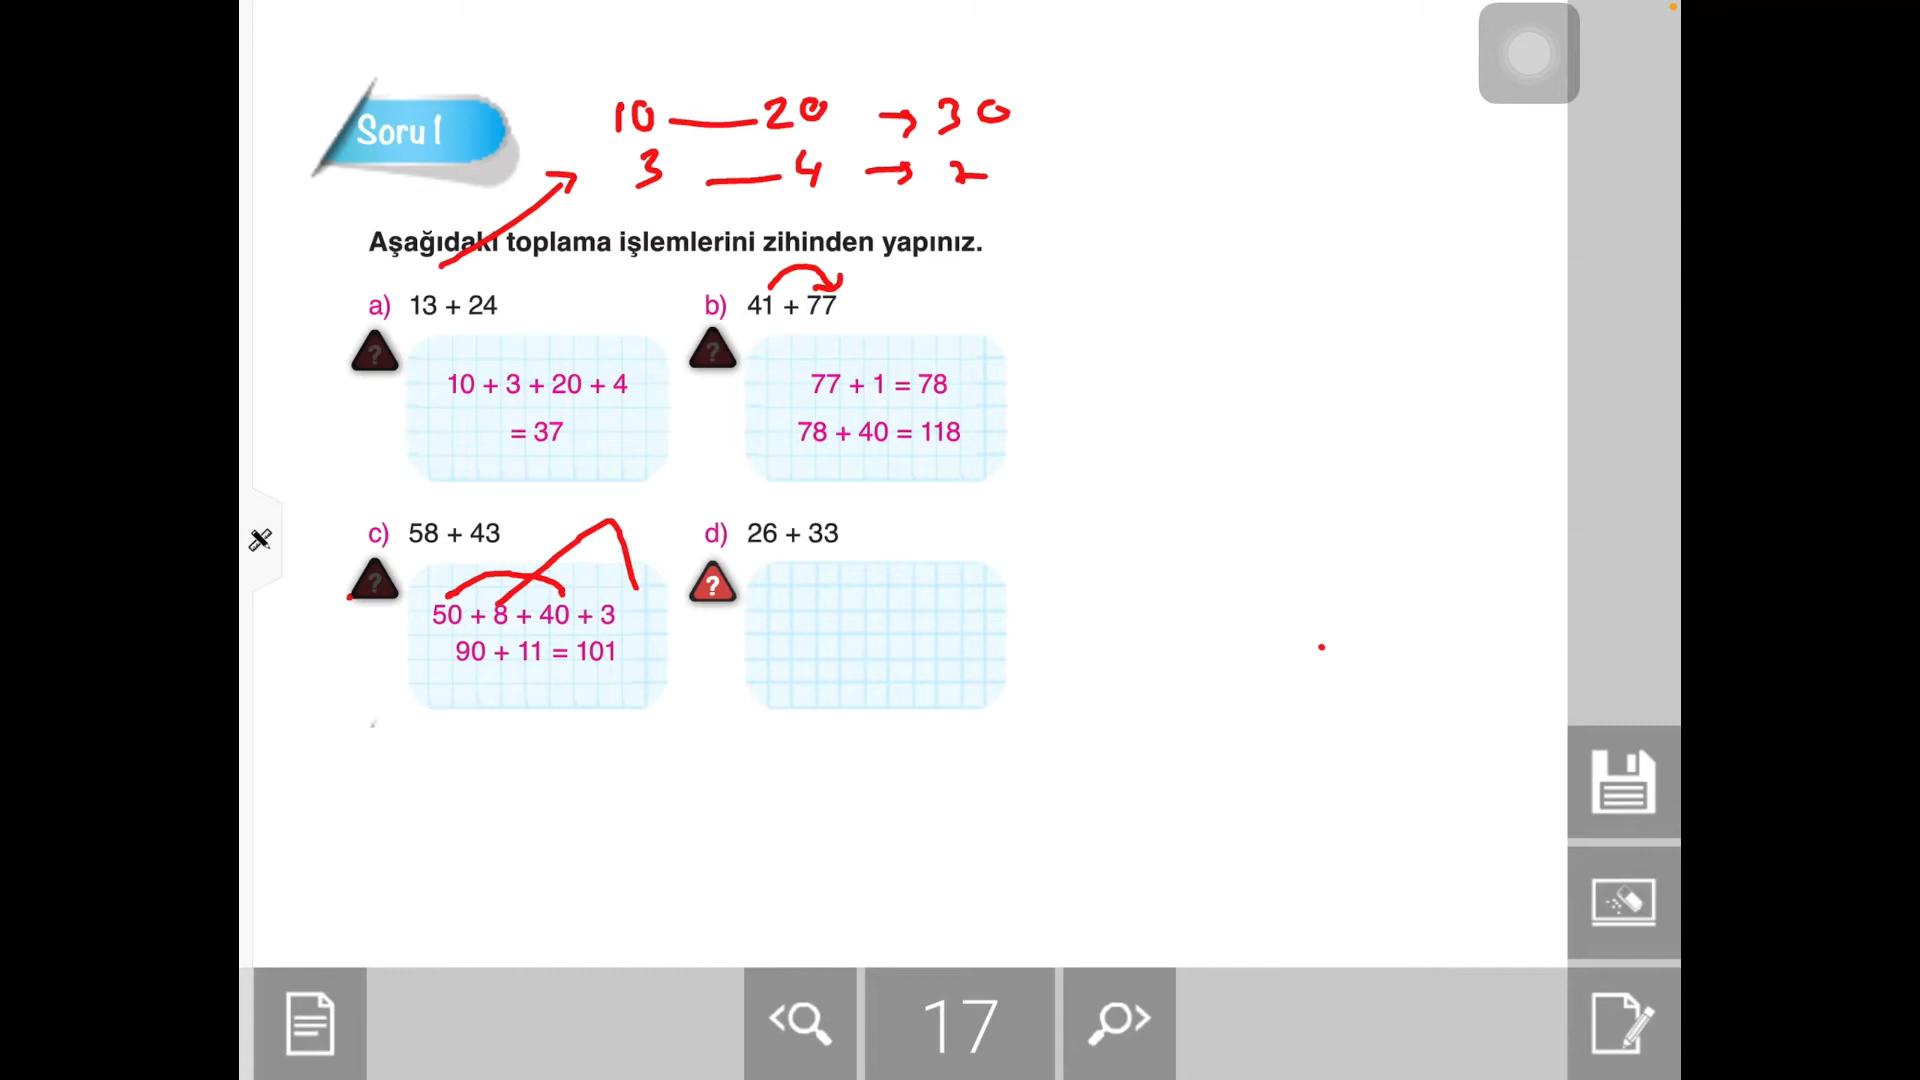 Soru 1
10 — 20 → 30
3 — 4 → 7
Aşağıdaki toplama işlemlerini zihinden yapınız.
a) 13 + 24
b) 41 + 77
?
10 + 3 + 20 + 4
= 37
?
77 + 1 = 78
78 + 40 = 118
c) 58 + 43
d) 26 + 33
?
50 + 8 + 40 + 3
90 + 11 = 101
?
17